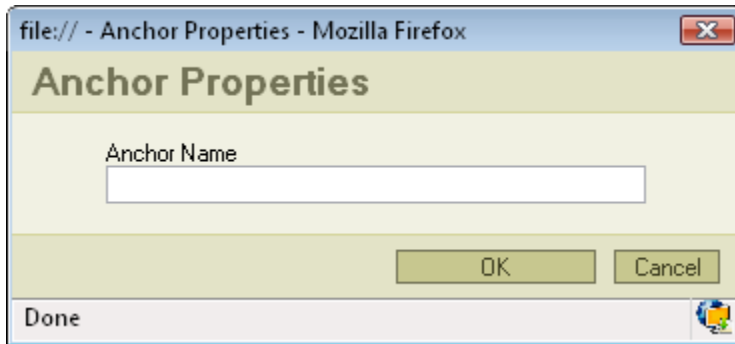 file:// - Anchor Properties - Mozilla Firefox
Anchor Properties
Anchor Name
OK Cancel
Done